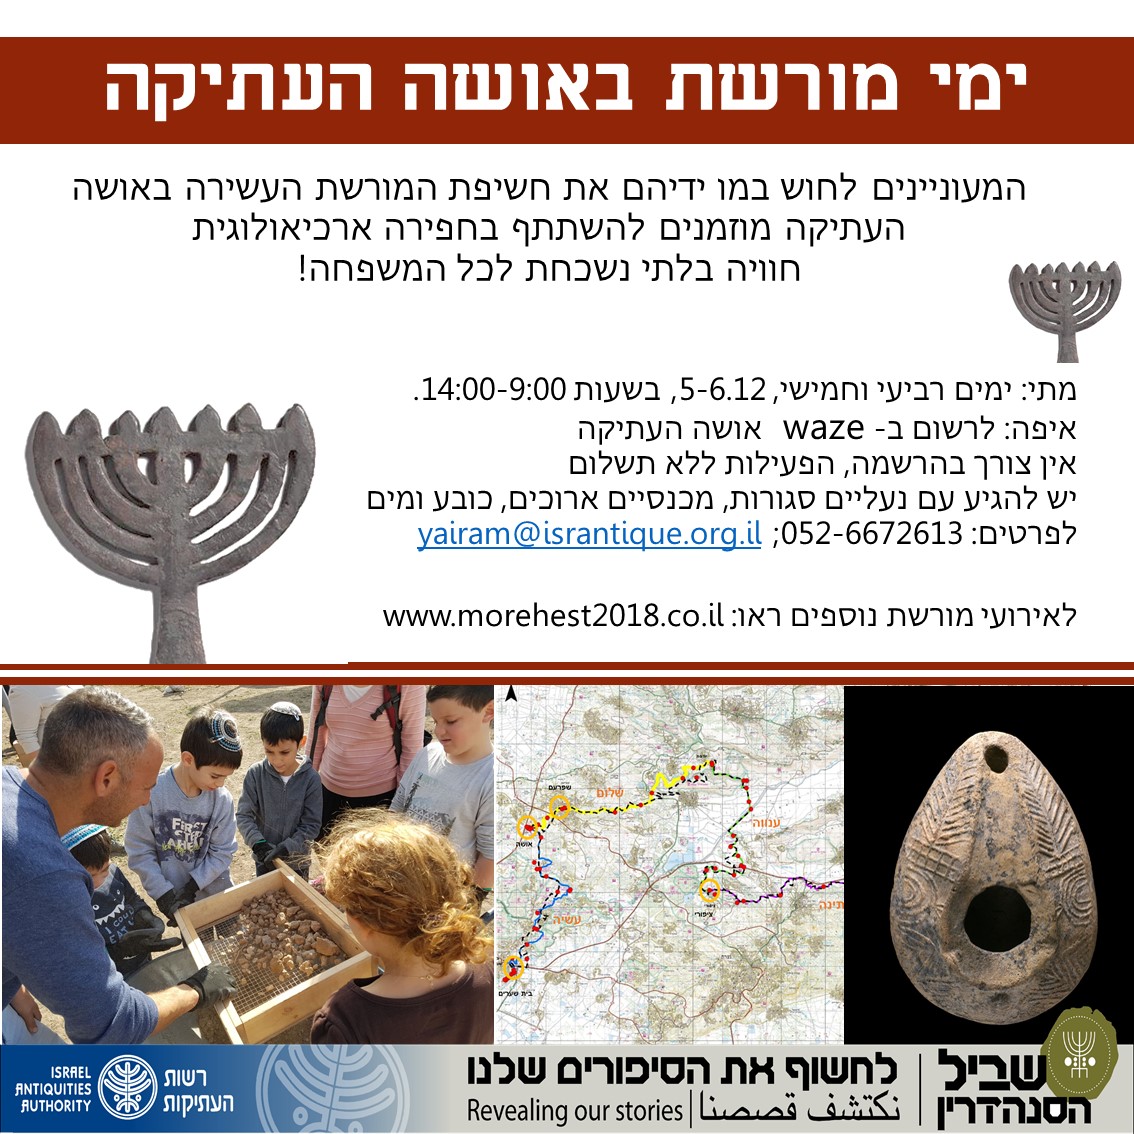 ימי מורשת באושה העתיקה
המעוניינים לחוש במו ידיהם את חשיפת המורשת העשירה באושה
העתיקה מוזמנים להשתתף בחפירה ארכיאולוגית
חוויה בלתי נשכחת לכל המשפחה!
מתי: ימים רביעי וחמישי, 5-6.12, בשעות 14:00-9:00.
איפה: לרשום ב- waze אושה העתיקה
אין צורך בהרשמה, הפעילות ללא תשלום
יש להגיע עם נעליים סגורות, מכנסיים ארוכים, כובע ומים
לפרטים: 052-6672613; yairam@israntique.org.il
לאירועי מורשת נוספים ראו: www.morehest2018.co.il
שפרעם
שלום
אושה
ענווה
ציפורי
תינה
עשיה
בית שערים
שביל
הסנהדרין
לחשוף את הסיפורים שלנו
Revealing our stories | نكتشف قصصنا
רשות
העתיקות
ISRAEL
ANTIQUITIES
AUTHORITY